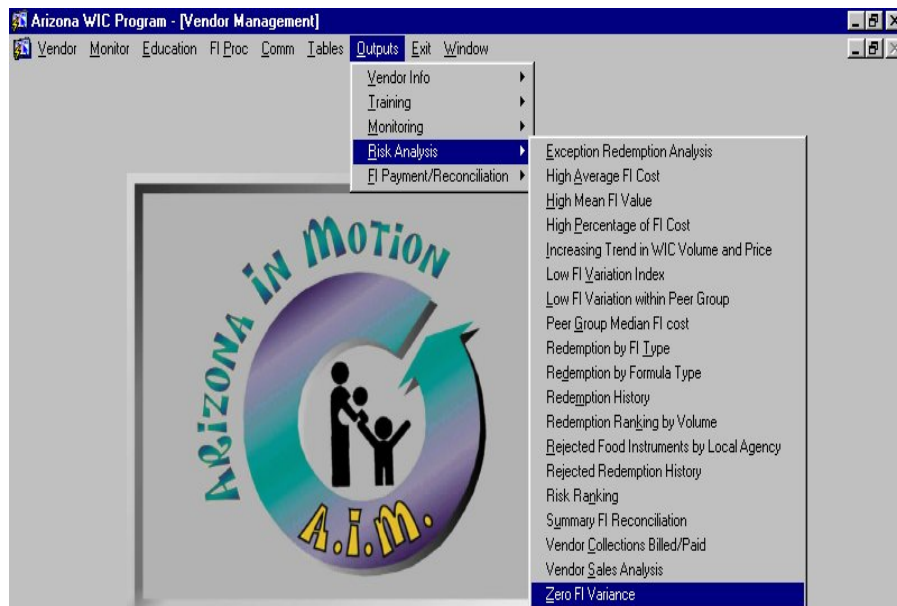 Arizona WIC Program - [Vendor Management]
Vendor Monitor Education FI Proc Comm Tables Outputs Exit Window
Vendor Info
Training
Monitoring
Risk Analysis
FI Payment/Reconciliation
Exception Redemption Analysis
High Average FI Cost
High Mean FI Value
High Percentage of FI Cost
Increasing Trend in WIC Volume and Price
Low FI Variation Index
Low FI Variation within Peer Group
Peer Group Median FI cost
Redemption by FI Type
Redemption by Formula Type
Redemption History
Redemption Ranking by Volume
Rejected Food Instruments by Local Agency
Rejected Redemption History
Risk Ranking
Summary FI Reconciliation
Vendor Collections Billed/Paid
Vendor Sales Analysis
Zero FI Variance
ARiZONA iN MOTiON
A.i.M.